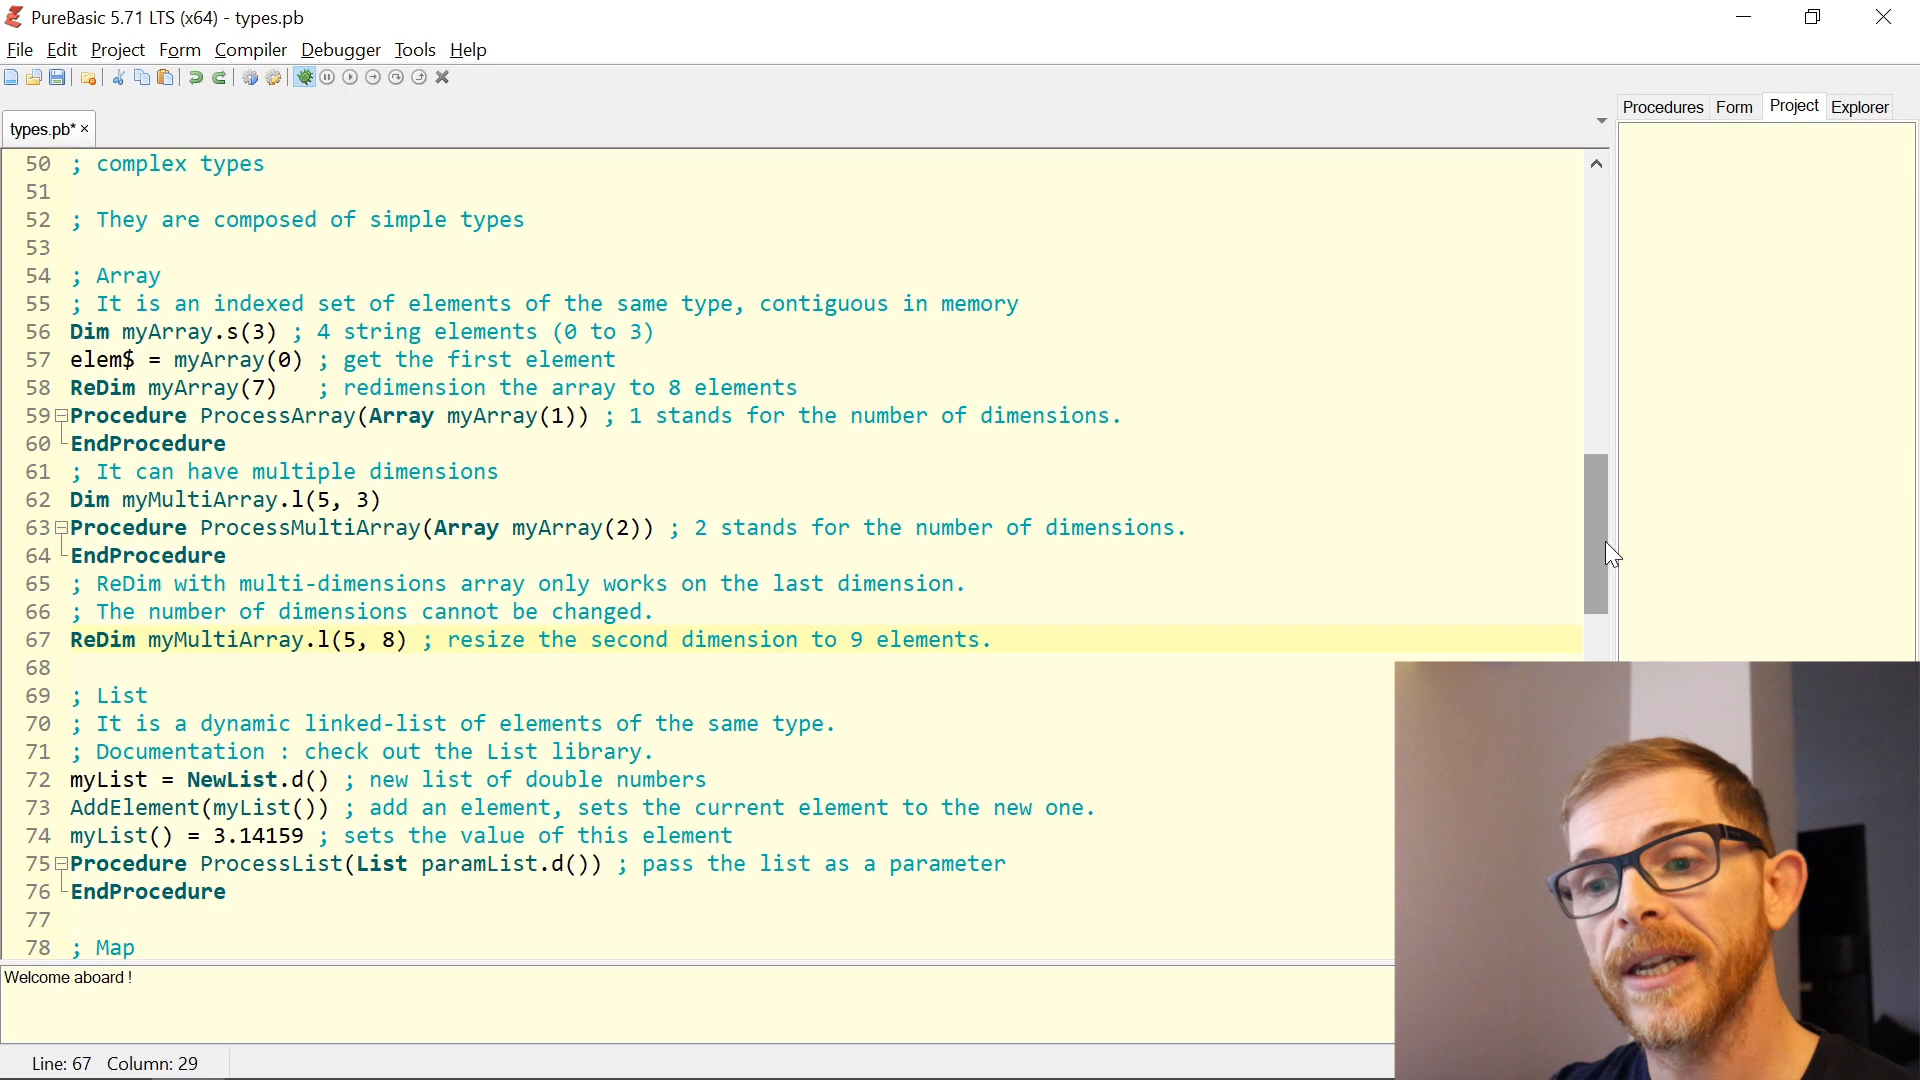 PureBasic 5.71 LTS (x64) - types.pb
File Edit Project Form Compiler Debugger Tools Help
types.pb*
Procedures Form Project Explorer
50 ; complex types
51
52 ; They are composed of simple types
53
54 ; Array
55 ; It is an indexed set of elements of the same type, contiguous in memory
56 Dim myArray.s(3) ; 4 string elements (0 to 3)
57 elem$ = myArray(0) ; get the first element
58 ReDim myArray(7) ; redimension the array to 8 elements
59 Procedure ProcessArray(Array myArray(1)) ; 1 stands for the number of dimensions.
60 EndProcedure
61 ; It can have multiple dimensions
62 Dim myMultiArray.l(5, 3)
63 Procedure ProcessMultiArray(Array myArray(2)) ; 2 stands for the number of dimensions.
64 EndProcedure
65 ; ReDim with multi-dimensions array only works on the last dimension.
66 ; The number of dimensions cannot be changed.
67 ReDim myMultiArray.l(5, 8) ; resize the second dimension to 9 elements.
68
69 ; List
70 ; It is a dynamic linked-list of elements of the same type.
71 ; Documentation : check out the List library.
72 myList = NewList.d() ; new list of double numbers
73 AddElement(myList()) ; add an element, sets the current element to the new one.
74 myList() = 3.14159 ; sets the value of this element
75 Procedure ProcessList(List paramList.d()) ; pass the list as a parameter
76 EndProcedure
77
78 ; Map
Welcome aboard !
Line: 67 Column: 29